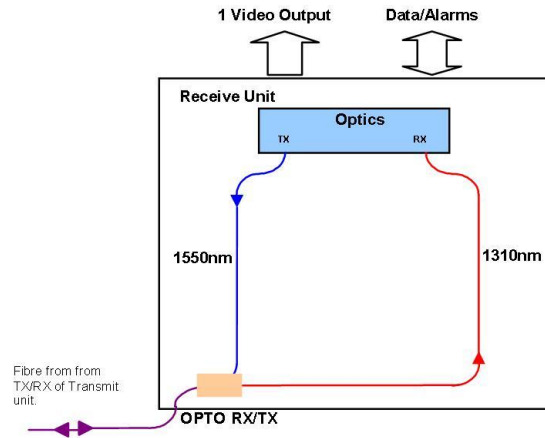 1 Video Output
Data/Alarms
Receive Unit
Optics
TX
RX
1550nm
1310nm
Fibre from from
TX/RX of Transmit
unit.
OPTO RX/TX